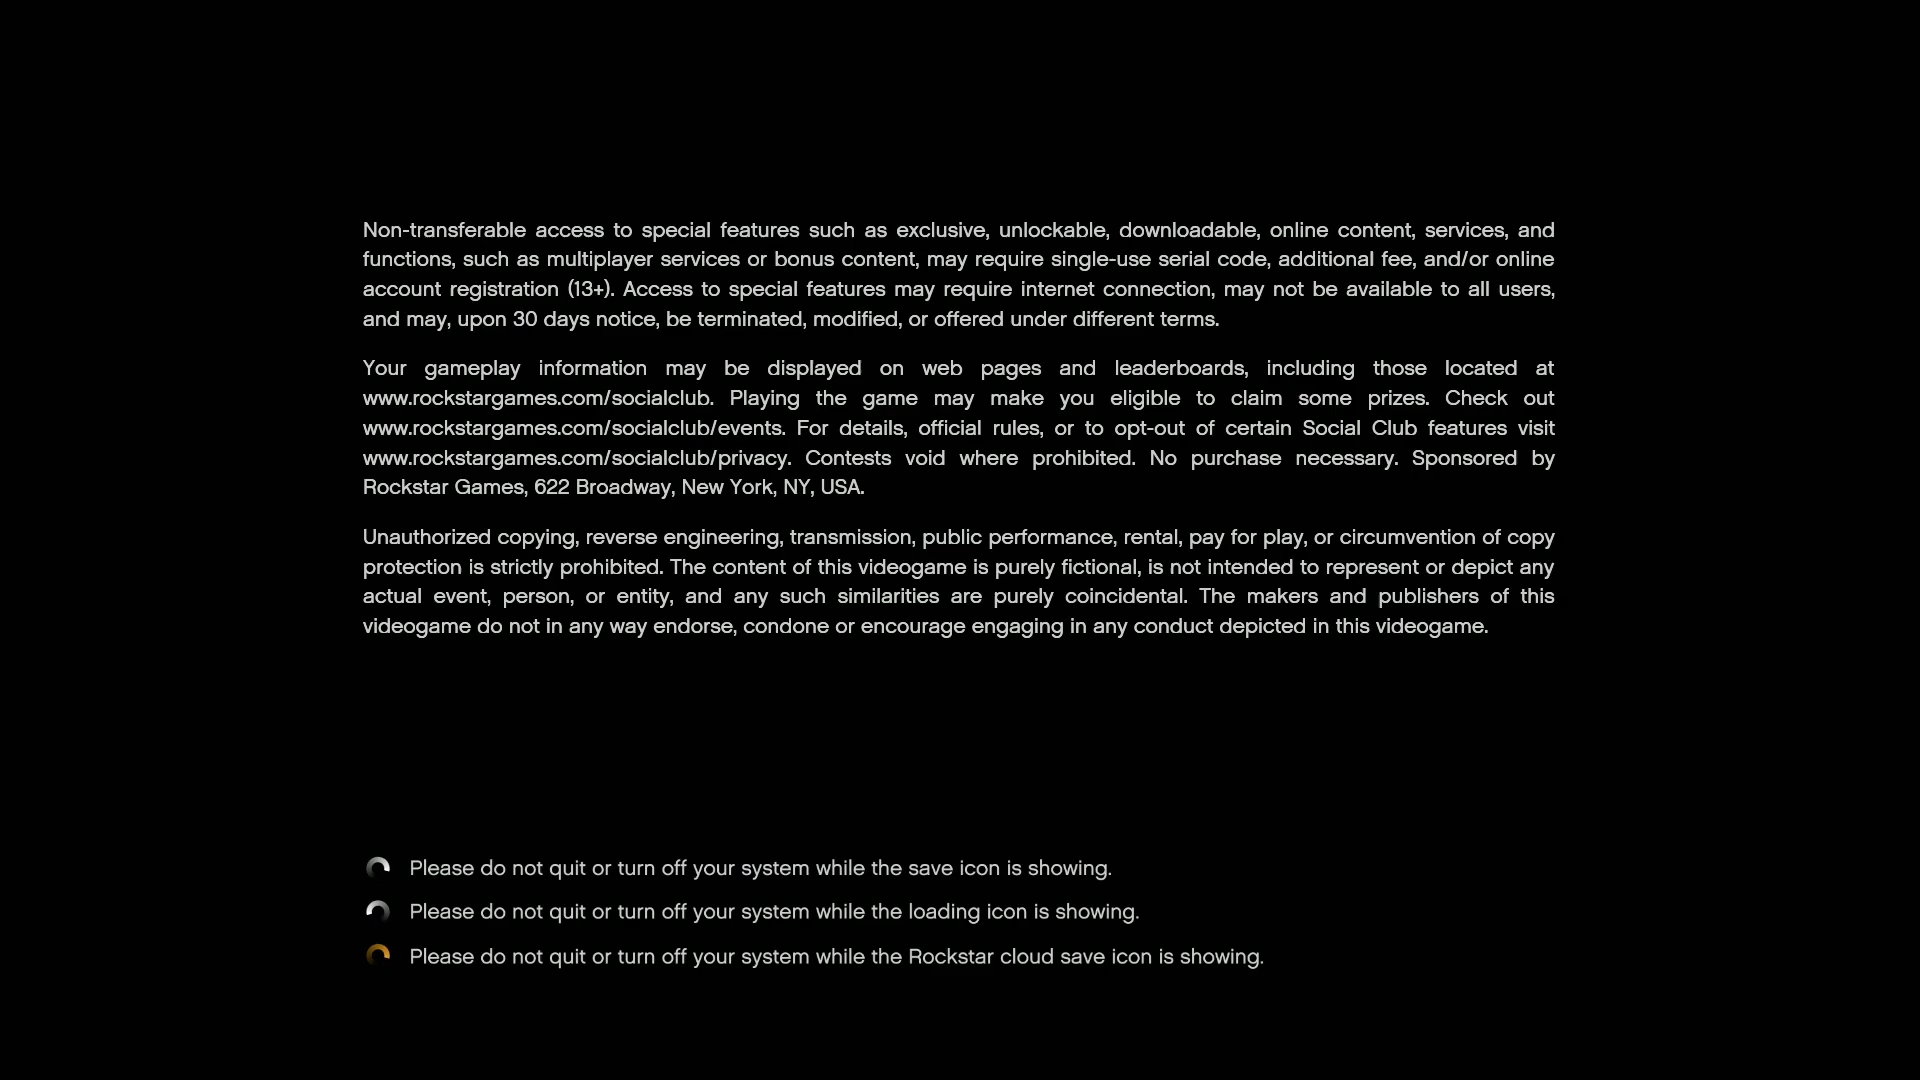 Non-transferable access to special features such as exclusive, unlockable, downloadable, online content, services, and
functions, such as multiplayer services or bonus content, may require single-use serial code, additional fee, and/or online
account registration (13+). Access to special features may require internet connection, may not be available to all users,
and may, upon 30 days notice, be terminated, modified, or offered under different terms.
Your gameplay information may be displayed on web pages and leaderboards, including those located at
www.rockstargames.com/socialclub. Playing the game may make you eligible to claim some prizes. Check out
www.rockstargames.com/socialclub/events. For details, official rules, or to opt-out of certain Social Club features visit
www.rockstargames.com/socialclub/privacy. Contests void where prohibited. No purchase necessary. Sponsored by
Rockstar Games, 622 Broadway, New York, NY, USA.
Unauthorized copying, reverse engineering, transmission, public performance, rental, pay for play, or circumvention of copy
protection is strictly prohibited. The content of this videogame is purely fictional, is not intended to represent or depict any
actual event, person, or entity, and any such similarities are purely coincidental. The makers and publishers of this
videogame do not in any way endorse, condone or encourage engaging in any conduct depicted in this videogame.
Please do not quit or turn off your system while the save icon is showing.
Please do not quit or turn off your system while the loading icon is showing.
Please do not quit or turn off your system while the Rockstar cloud save icon is showing.